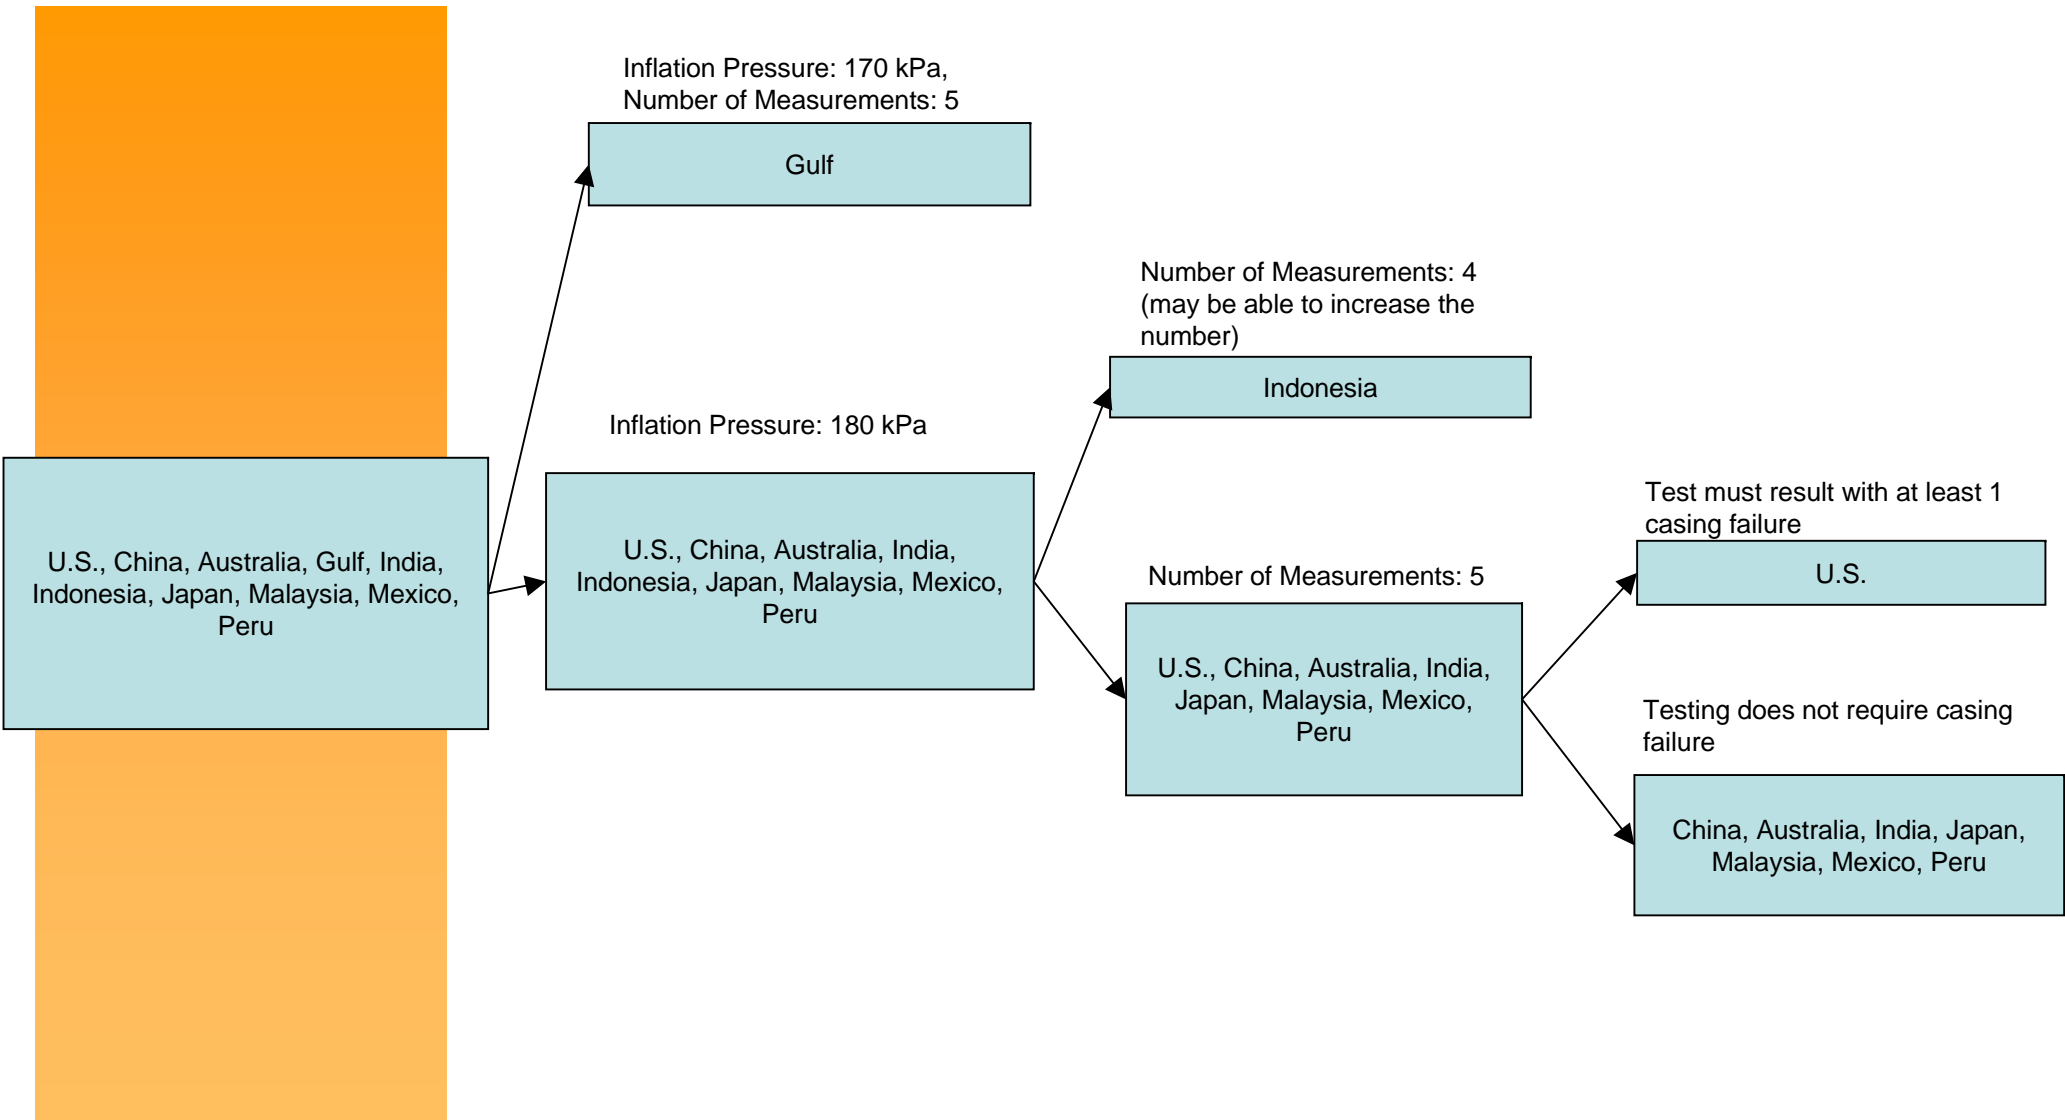 Inflation Pressure: 170 kPa,
Number of Measurements: 5
Gulf
Number of Measurements: 4
(may be able to increase the
number)
Indonesia
Inflation Pressure: 180 kPa
U.S., China, Australia, Gulf, India,
Indonesia, Japan, Malaysia, Mexico,
Peru
U.S., China, Australia, India,
Indonesia, Japan, Malaysia, Mexico,
Peru
Number of Measurements: 5
U.S., China, Australia, India,
Japan, Malaysia, Mexico,
Peru
Test must result with at least 1
casing failure
U.S.
Testing does not require casing
failure
China, Australia, India, Japan,
Malaysia, Mexico, Peru